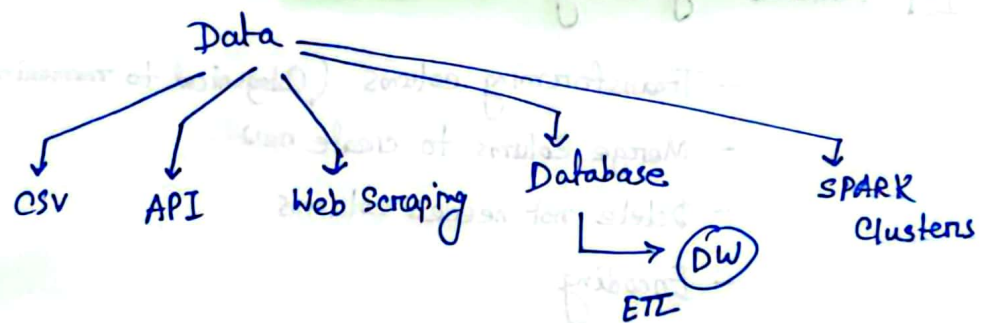 Data
CSV
API
Web Scraping
Database
SPARK
Clusters
DW
ETL